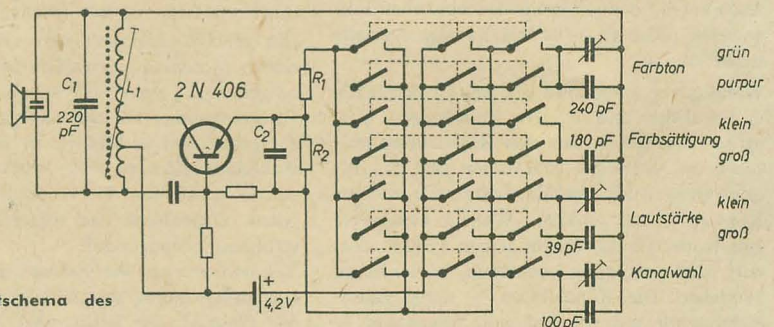 C1
220
pF
L1
2 N 406
C2
R1
R2
+
4,2 V
240 pF
180 pF
39 pF
100 pF
Farbton
grün
purpur
Farbsättigung
klein
groß
Lautstärke
klein
groß
Kanalwahl
tschema des